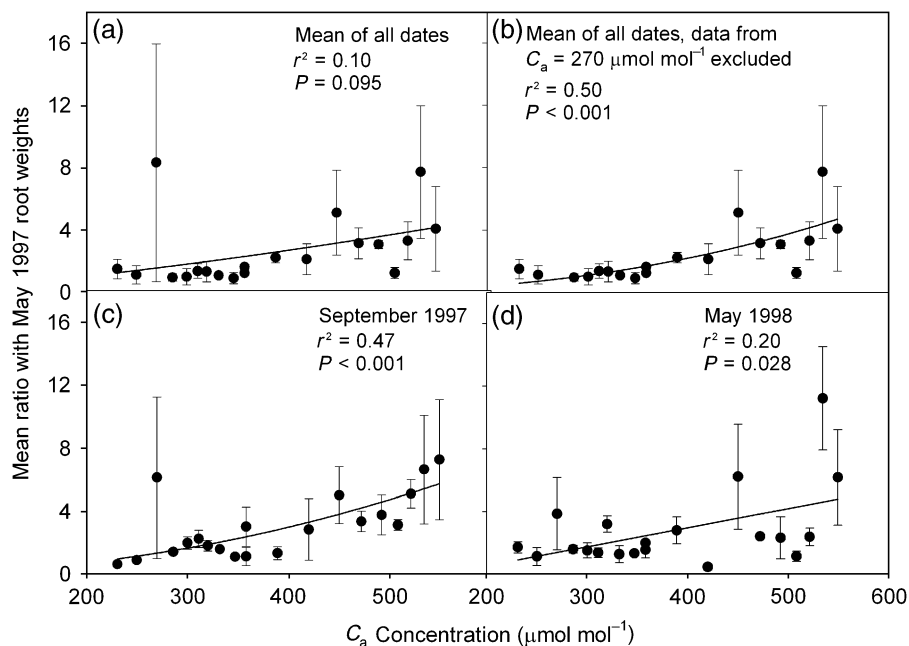 Mean ratio with May 1997 root weights
(a)
Mean of all dates
r² = 0.10
P = 0.095
(b)
Mean of all dates, data from
Cₐ = 270 µmol mol⁻¹ excluded
r² = 0.50
P < 0.001
16
12
8
4
0
(c)
September 1997
r² = 0.47
P < 0.001
(d)
May 1998
r² = 0.20
P = 0.028
16
12
8
4
0
200 300 400 500 200 300 400 500 600
Cₐ Concentration (µmol mol⁻¹)